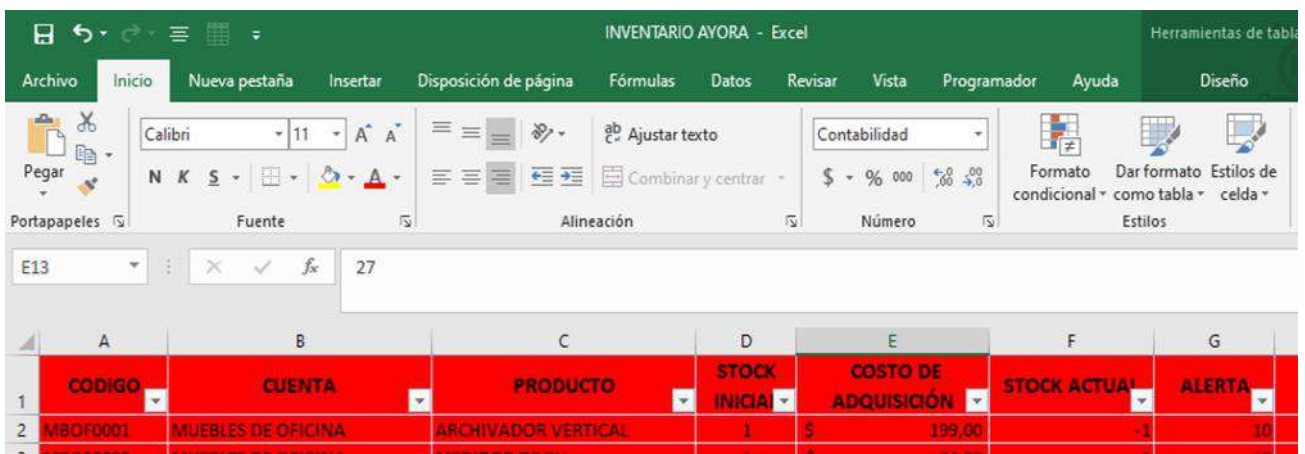 INVENTARIO AYORA - Excel
Herramientas de tabla
Archivo Inicio Nueva pestaña Insertar Disposición de página Fórmulas Datos Revisar Vista Programador Ayuda Diseño
Calibri 11 A A ab Ajustar texto Contabilidad
Pegar N K S A Combinar y centrar $ % 000 Formato condicional Dar formato como tabla Estilos de celda
Portapapeles Fuente Alineación Número Estilos
E13 fx 27
A B C D E F G
1 CODIGO CUENTA PRODUCTO STOCK INICIAL COSTO DE ADQUISICIÓN STOCK ACTUAL ALERTA
2 MBOF0001 MUEBLES DE OFICINA ARCHIVADOR VERTICAL 1 $ 199,00 -1 10